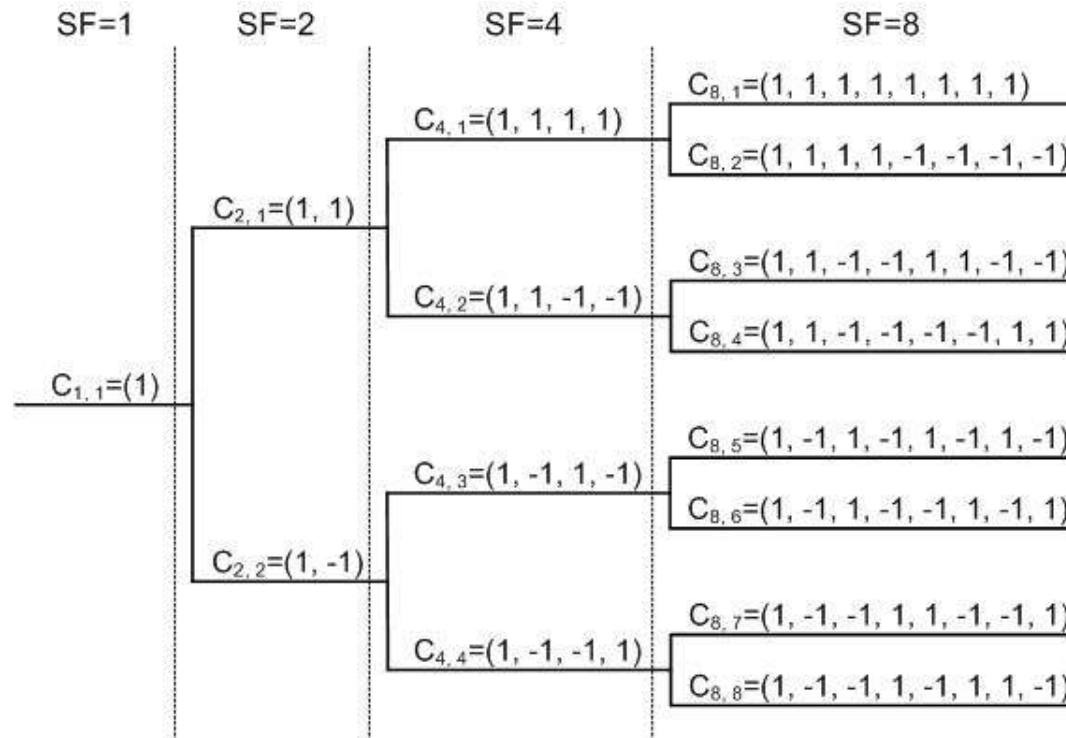 SF=1 SF=2 SF=4 SF=8
C1, 1=(1)
C2, 1=(1, 1)
C2, 2=(1, -1)
C4, 1=(1, 1, 1, 1)
C4, 2=(1, 1, -1, -1)
C4, 3=(1, -1, 1, -1)
C4, 4=(1, -1, -1, 1)
C8, 1=(1, 1, 1, 1, 1, 1, 1, 1)
C8, 2=(1, 1, 1, 1, -1, -1, -1, -1)
C8, 3=(1, 1, -1, -1, 1, 1, -1, -1)
C8, 4=(1, 1, -1, -1, -1, -1, 1, 1)
C8, 5=(1, -1, 1, -1, 1, -1, 1, -1)
C8, 6=(1, -1, 1, -1, -1, 1, -1, 1)
C8, 7=(1, -1, -1, 1, 1, -1, -1, 1)
C8, 8=(1, -1, -1, 1, -1, 1, 1, -1)